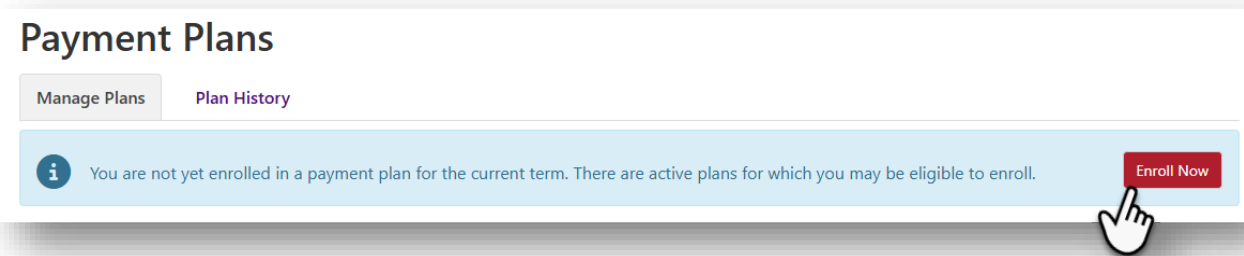 Payment Plans
Manage Plans Plan History
You are not yet enrolled in a payment plan for the current term. There are active plans for which you may be eligible to enroll. Enroll Now